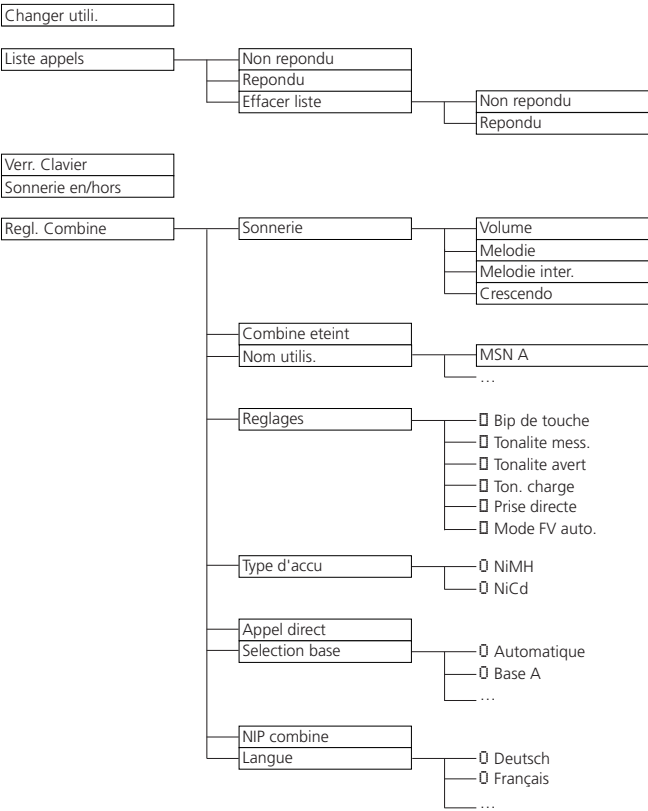 Changer utili.
Liste appels
Non repondu
Repondu
Effacer liste
Non repondu
Repondu
Verr. Clavier
Sonnerie en/hors
Regl. Combine
Sonnerie
Volume
Melodie
Melodie inter.
Crescendo
Combine eteint
Nom utilis.
MSN A
…
Reglages
Bip de touche
Tonalite mess.
Tonalite avert
Ton. charge
Prise directe
Mode FV auto.
Type d'accu
NiMH
NiCd
Appel direct
Selection base
Automatique
Base A
…
NIP combine
Langue
Deutsch
Français
…